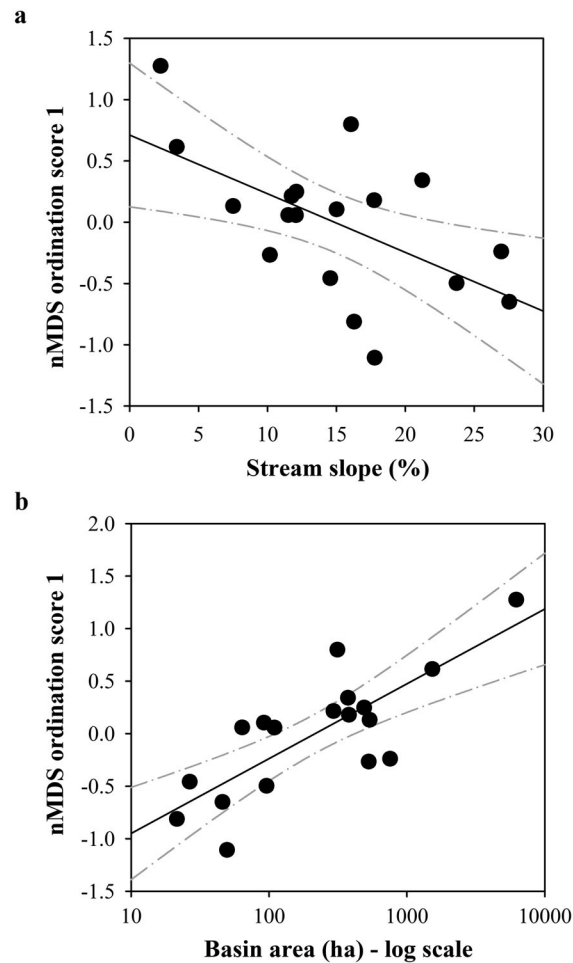 a
1.5
1.0
0.5
0.0
-0.5
-1.0
-1.5
nMDS ordination score 1
0 5 10 15 20 25 30
Stream slope (%)
b
2.0
1.5
1.0
0.5
0.0
-0.5
-1.0
-1.5
nMDS ordination score 1
10 100 1000 10000
Basin area (ha) - log scale